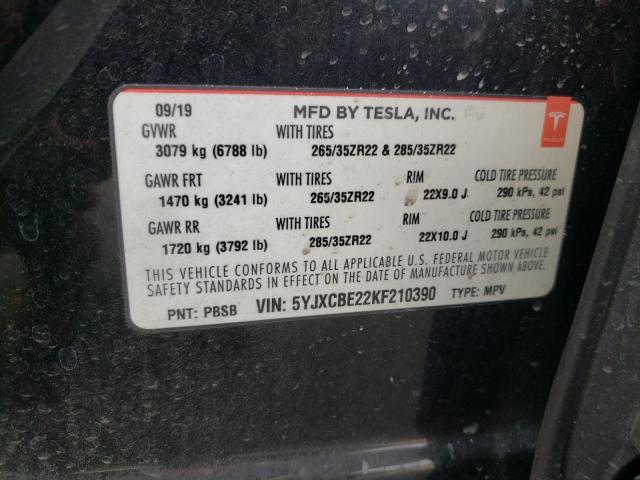 09/19 MFD BY TESLA, INC.
GVWR WITH TIRES
3079 kg (6788 lb) 265/35ZR22 & 285/35ZR22
GAWR FRT WITH TIRES RIM COLD TIRE PRESSURE
1470 kg (3241 lb) 265/35ZR22 22X9.0 J 290 kPa, 42 psi
GAWR RR WITH TIRES RIM COLD TIRE PRESSURE
1720 kg (3792 lb) 285/35ZR22 22X10.0 J 290 kPa, 42 psi
THIS VEHICLE CONFORMS TO ALL APPLICABLE U.S. FEDERAL MOTOR VEHICLE
SAFETY STANDARDS IN EFFECT ON THE DATE OF MANUFACTURE SHOWN ABOVE.
PNT: PBSB VIN: 5YJXCBE22KF210390 TYPE: MPV
TESLA